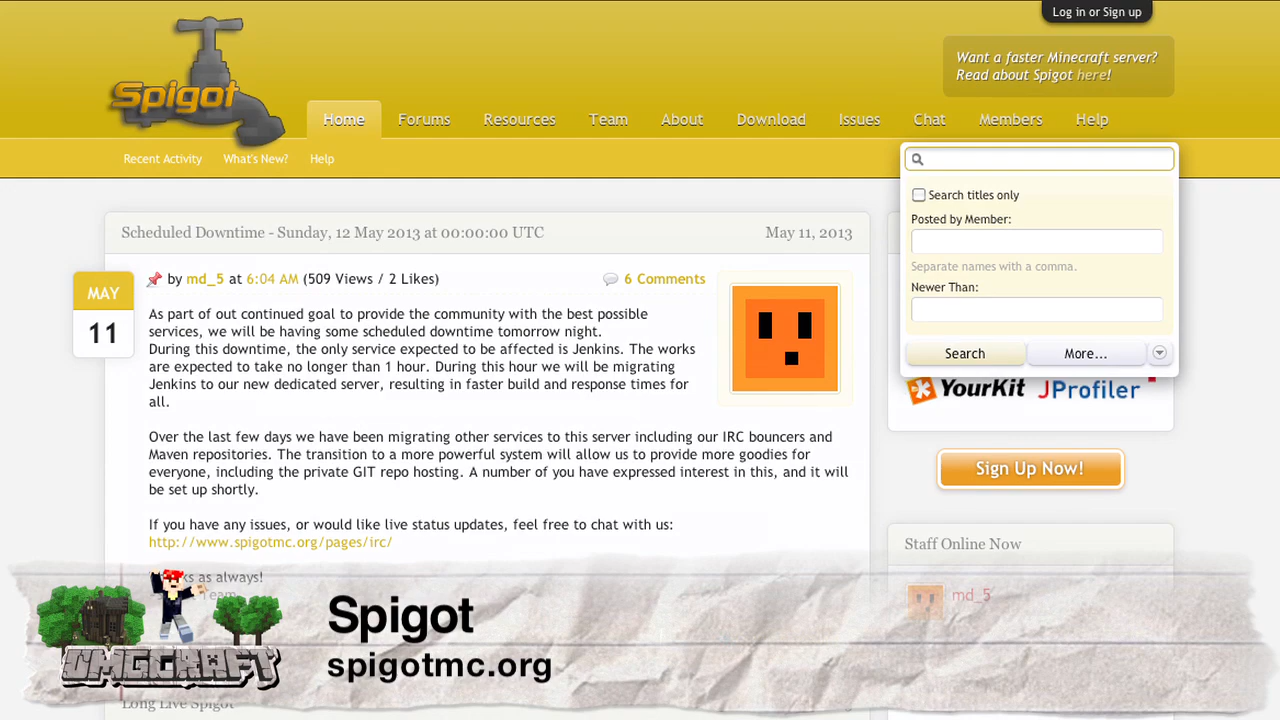 Log in or Sign up
Want a faster Minecraft server?
Read about Spigot here!
Spigot
Home
Forums
Resources
Team
About
Download
Issues
Chat
Members
Help
Recent Activity
What's New?
Help
Search titles only
Posted by Member:
Separate names with a comma.
Newer Than:
Search
More...
Scheduled Downtime - Sunday, 12 May 2013 at 00:00:00 UTC
May 11, 2013
MAY
11
by md_5 at 6:04 AM (509 Views / 2 Likes)
6 Comments
As part of out continued goal to provide the community with the best possible
services, we will be having some scheduled downtime tomorrow night.
During this downtime, the only service expected to be affected is Jenkins. The works
are expected to take no longer than 1 hour. During this hour we will be migrating
Jenkins to our new dedicated server, resulting in faster build and response times for
all.
Over the last few days we have been migrating other services to this server including our IRC bouncers and
Maven repositories. The transition to a more powerful system will allow us to provide more goodies for
everyone, including the private GIT repo hosting. A number of you have expressed interest in this, and it will
be set up shortly.
If you have any issues, or would like live status updates, feel free to chat with us:
http://www.spigotmc.org/pages/irc/
as always!
Team
YourKit
JProfiler
Sign Up Now!
Staff Online Now
md_5
OMGCRAFT
Spigot
spigotmc.org
Long Live Spigot